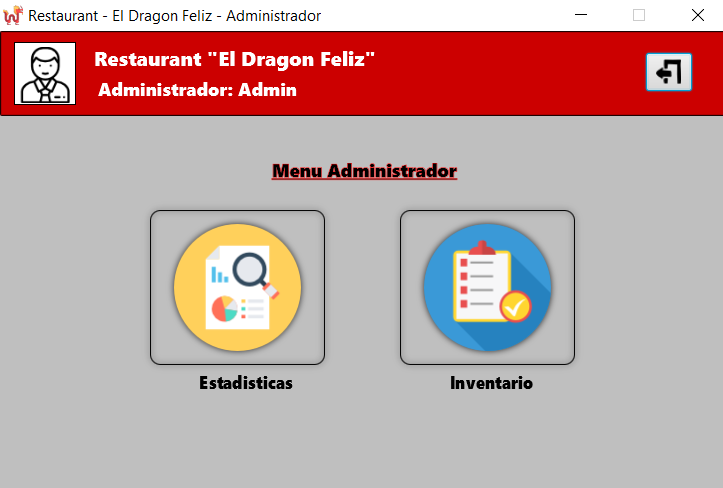 Restaurant - El Dragon Feliz - Administrador
Restaurant "El Dragon Feliz"
Administrador: Admin
Menu Administrador
Estadisticas
Inventario